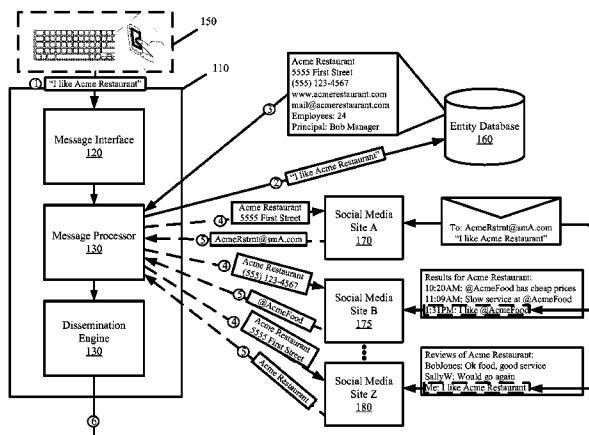 150
110
① "I like Acme Restaurant"
Message Interface
120
Message Processor
130
Dissemination
Engine
130
⑥
Acme Restaurant
5555 First Street
(555) 123-4567
www.acmerestaurant.com
mail@acmerestaurant.com
Employees: 24
Principal: Bob Manager
③
② "I like Acme Restaurant"
Entity Database
160
④ Acme Restaurant
5555 First Street
⑤ AcmeRstrnt@smA.com
Social Media
Site A
170
To: AcmeRstrnt@smA.com
"I like Acme Restaurant"
④ Acme Restaurant
(555) 123-4567
⑤ @AcmeFood
Social Media
Site B
175
Results for Acme Restaurant:
10:20AM: @AcmeFood has cheap prices
11:09AM; Slow service at @AcmeFood
1:31PM: I like @AcmeFood
④ Acme Restaurant
5555 First Street
⑤ Acme Restaurant
Social Media
Site Z
180
Reviews of Acme Restaurant:
BobJones: Ok food, good service
SallyW: Would go again
Me: I like Acme Restaurant